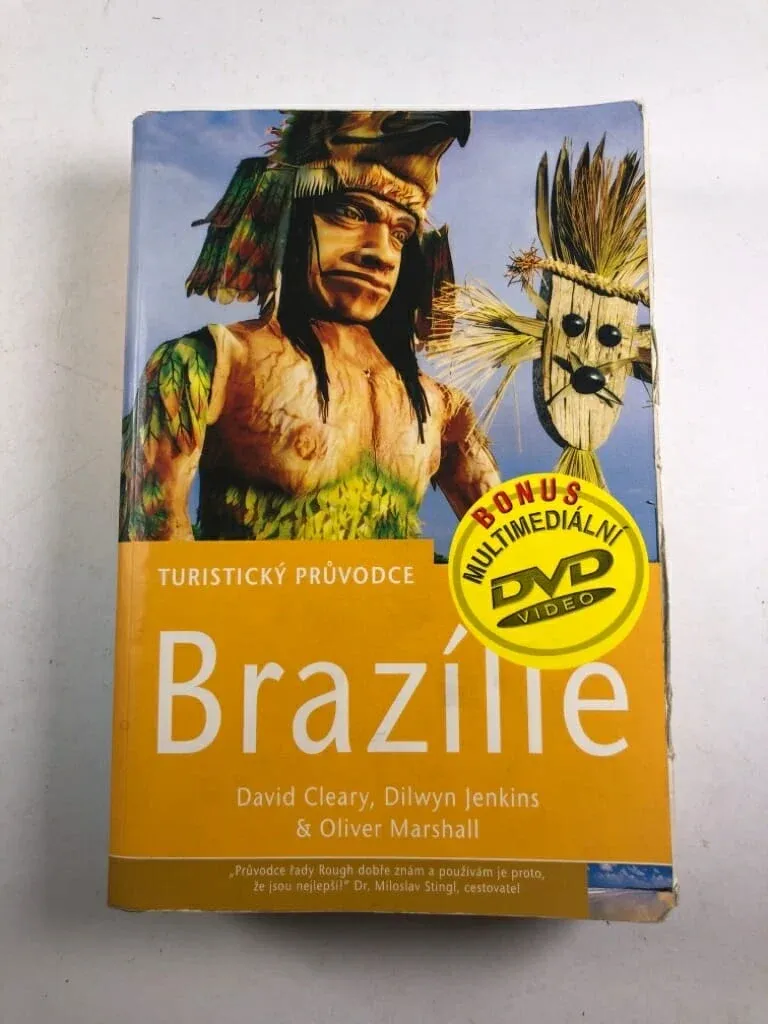 BONUS
MULTIMEDIÁLNÍ
DVD
VIDEO
TURISTICKÝ PRŮVODCE
Brazílie
David Cleary, Dilwyn Jenkins
& Oliver Marshall
„Průvodce řady Rough dobře znám a používám je proto,
že jsou nejlepší!" Dr. Miloslav Stingl, cestovatel